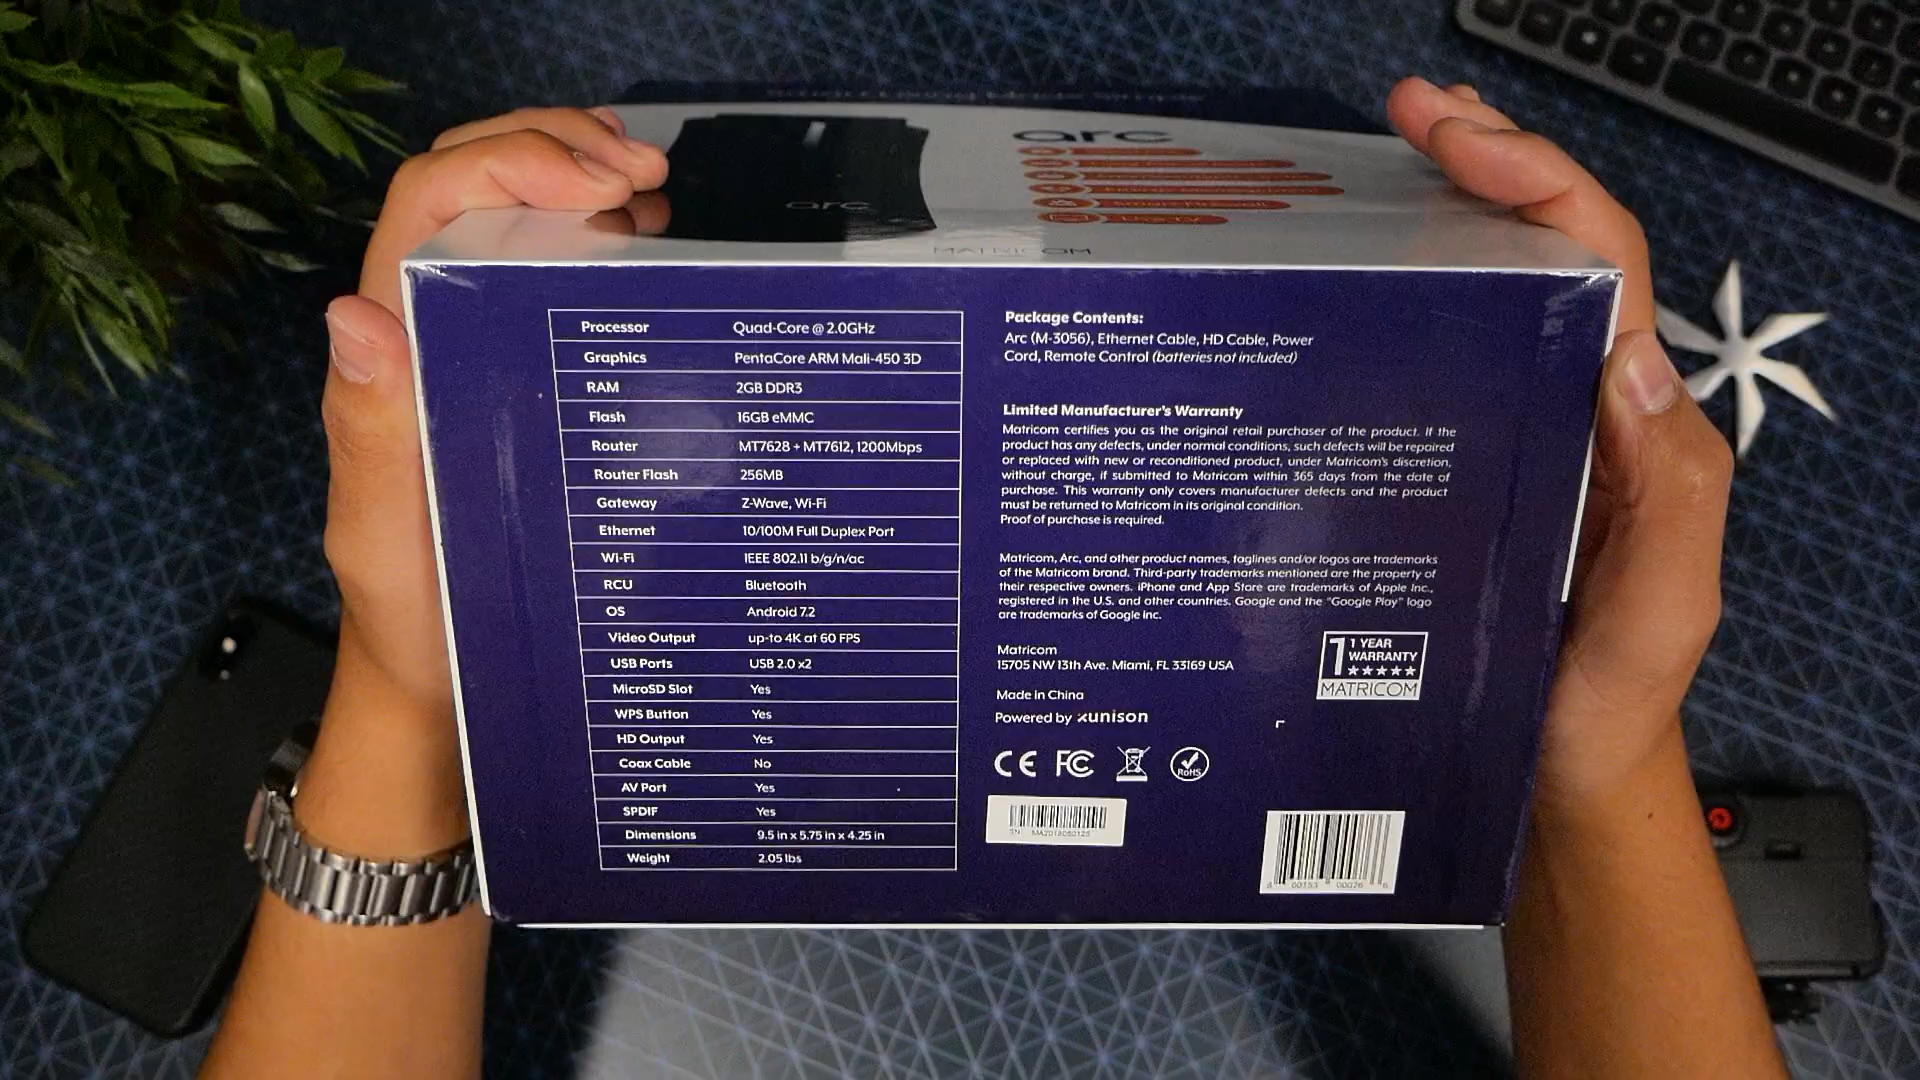 arc
arc
Live TV
MATRICOM
Processor Quad-Core @ 2.0GHz
Graphics PentaCore ARM Mali-450 3D
RAM 2GB DDR3
Flash 16GB eMMC
Router MT7628 + MT7612, 1200Mbps
Router Flash 256MB
Gateway Z-Wave, Wi-Fi
Ethernet 10/100M Full Duplex Port
Wi-Fi IEEE 802.11 b/g/n/ac
RCU Bluetooth
OS Android 7.2
Video Output up-to 4K at 60 FPS
USB Ports USB 2.0 x2
MicroSD Slot Yes
WPS Button Yes
HD Output Yes
Coax Cable No
AV Port Yes
SPDIF Yes
Dimensions 9.5 in x 5.75 in x 4.25 in
Weight 2.05 lbs
Package Contents:
Arc (M-3056), Ethernet Cable, HD Cable, Power
Cord, Remote Control (batteries not included)
Limited Manufacturer's Warranty
Matricom certifies you as the original retail purchaser of the product. If the
product has any defects, under normal conditions, such defects will be repaired
or replaced with new or reconditioned product, under Matricom's discretion,
without charge, if submitted to Matricom within 365 days from the date of
purchase. This warranty only covers manufacturer defects and the product
must be returned to Matricom in its original condition.
Proof of purchase is required.
Matricom, Arc, and other product names, taglines and/or logos are trademarks
of the Matricom brand. Third-party trademarks mentioned are the property of
their respective owners. iPhone and App Store are trademarks of Apple Inc.,
registered in the U.S. and other countries. Google and the "Google Play" logo
are trademarks of Google Inc.
Matricom
15705 NW 13th Ave. Miami, FL 33169 USA
Made in China
Powered by xunison
1 1 YEAR
WARRANTY
MATRICOM
CE FC RoHS
SN